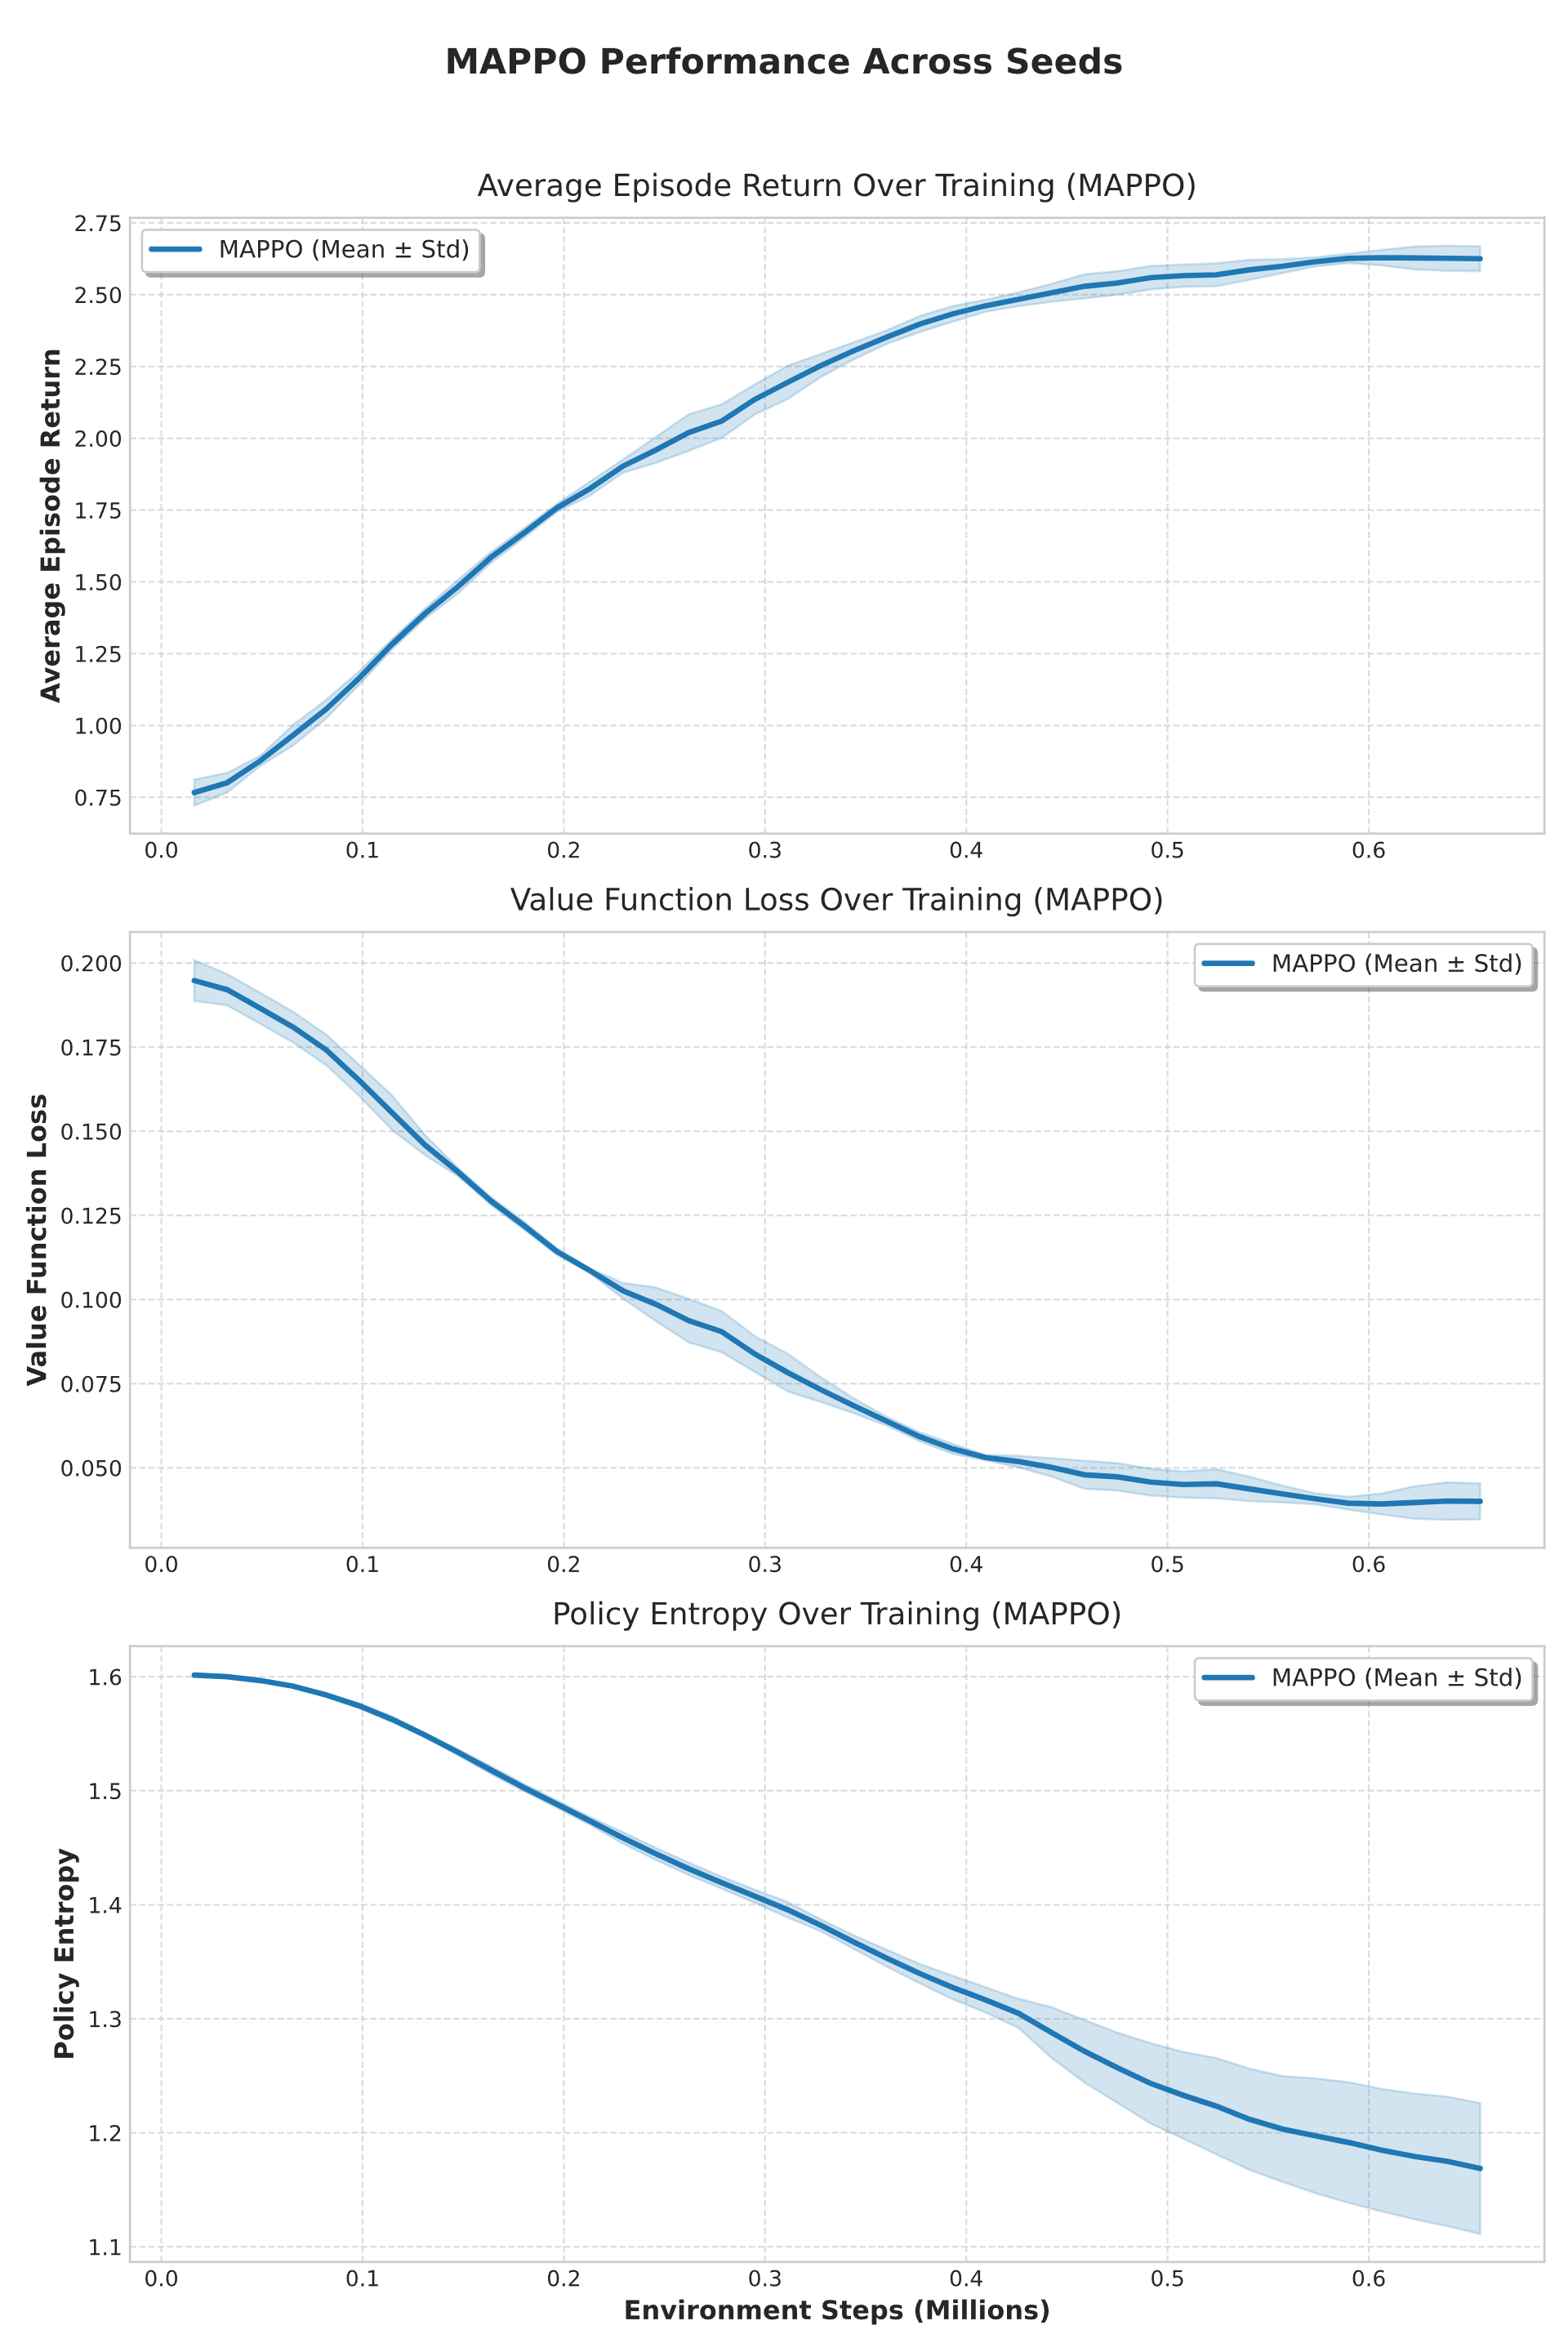 MAPPO Performance Across Seeds
Average Episode Return Over Training (MAPPO)
MAPPO (Mean ± Std)
Average Episode Return
2.75
2.50
2.25
2.00
1.75
1.50
1.25
1.00
0.75
0.0 0.1 0.2 0.3 0.4 0.5 0.6
Value Function Loss Over Training (MAPPO)
MAPPO (Mean ± Std)
Value Function Loss
0.200
0.175
0.150
0.125
0.100
0.075
0.050
0.0 0.1 0.2 0.3 0.4 0.5 0.6
Policy Entropy Over Training (MAPPO)
MAPPO (Mean ± Std)
Policy Entropy
1.6
1.5
1.4
1.3
1.2
1.1
0.0 0.1 0.2 0.3 0.4 0.5 0.6
Environment Steps (Millions)